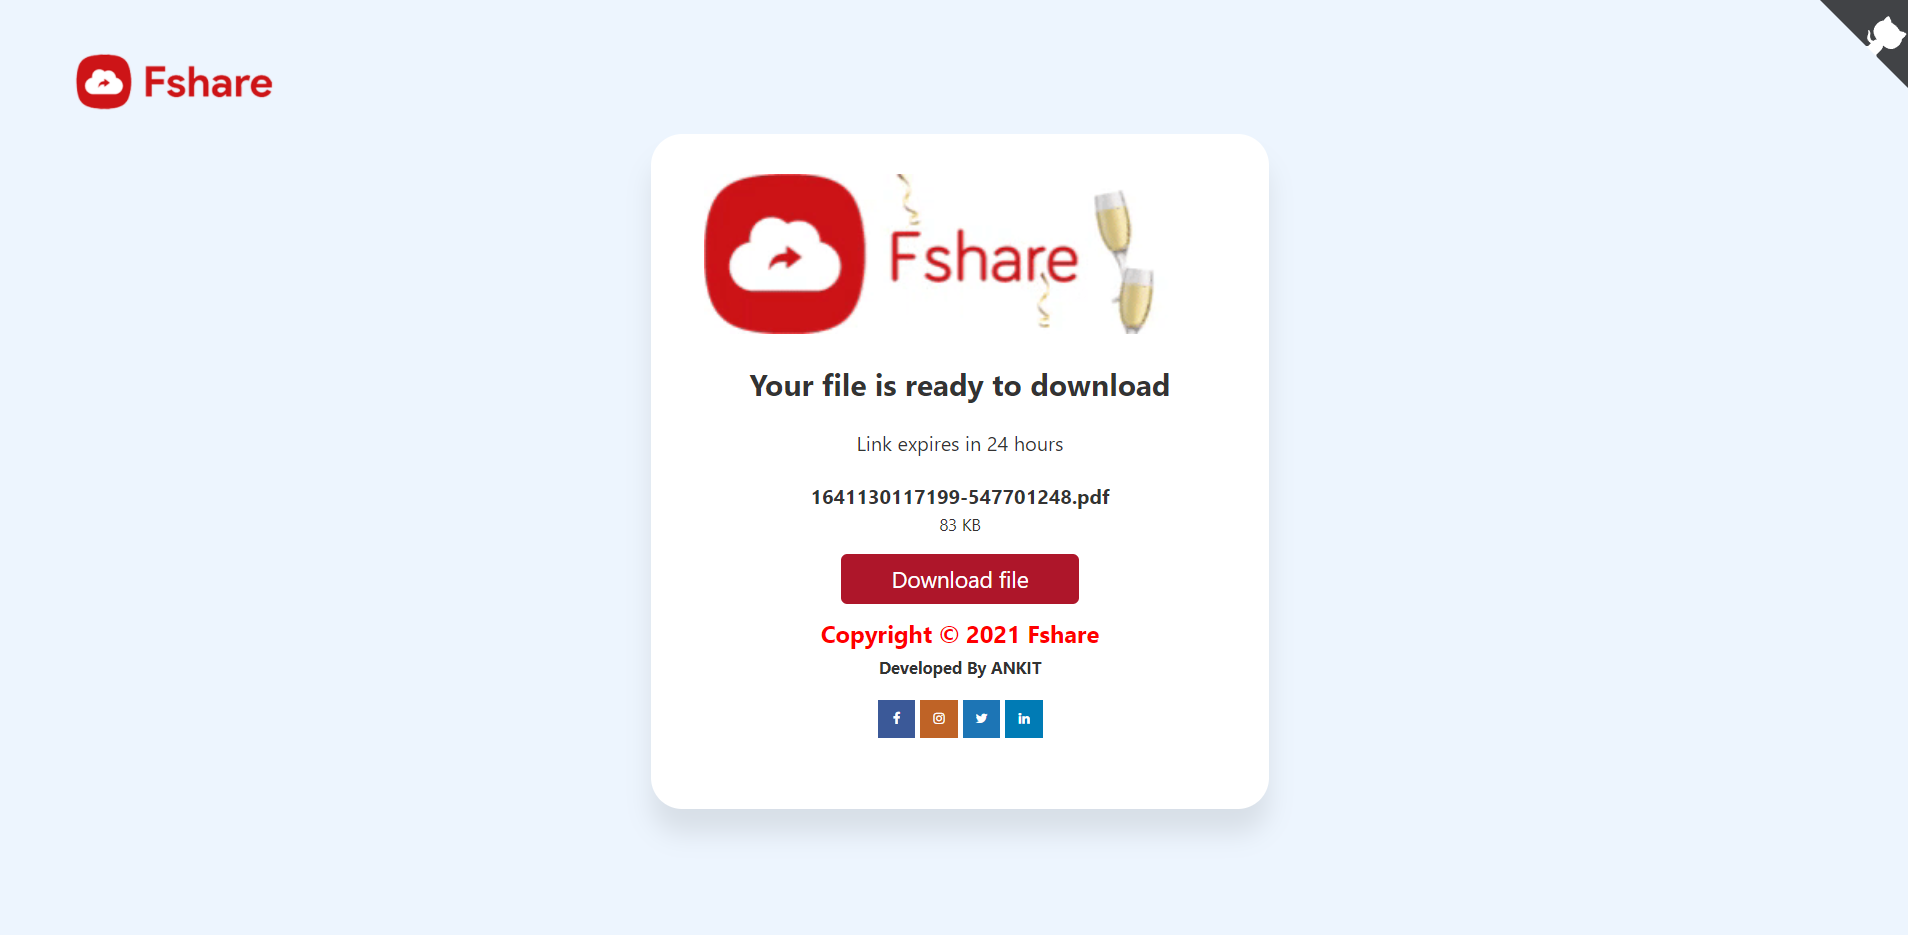 Fshare
Fshare
Your file is ready to download
Link expires in 24 hours
1641130117199-547701248.pdf
83 KB
Download file
Copyright © 2021 Fshare
Developed By ANKIT